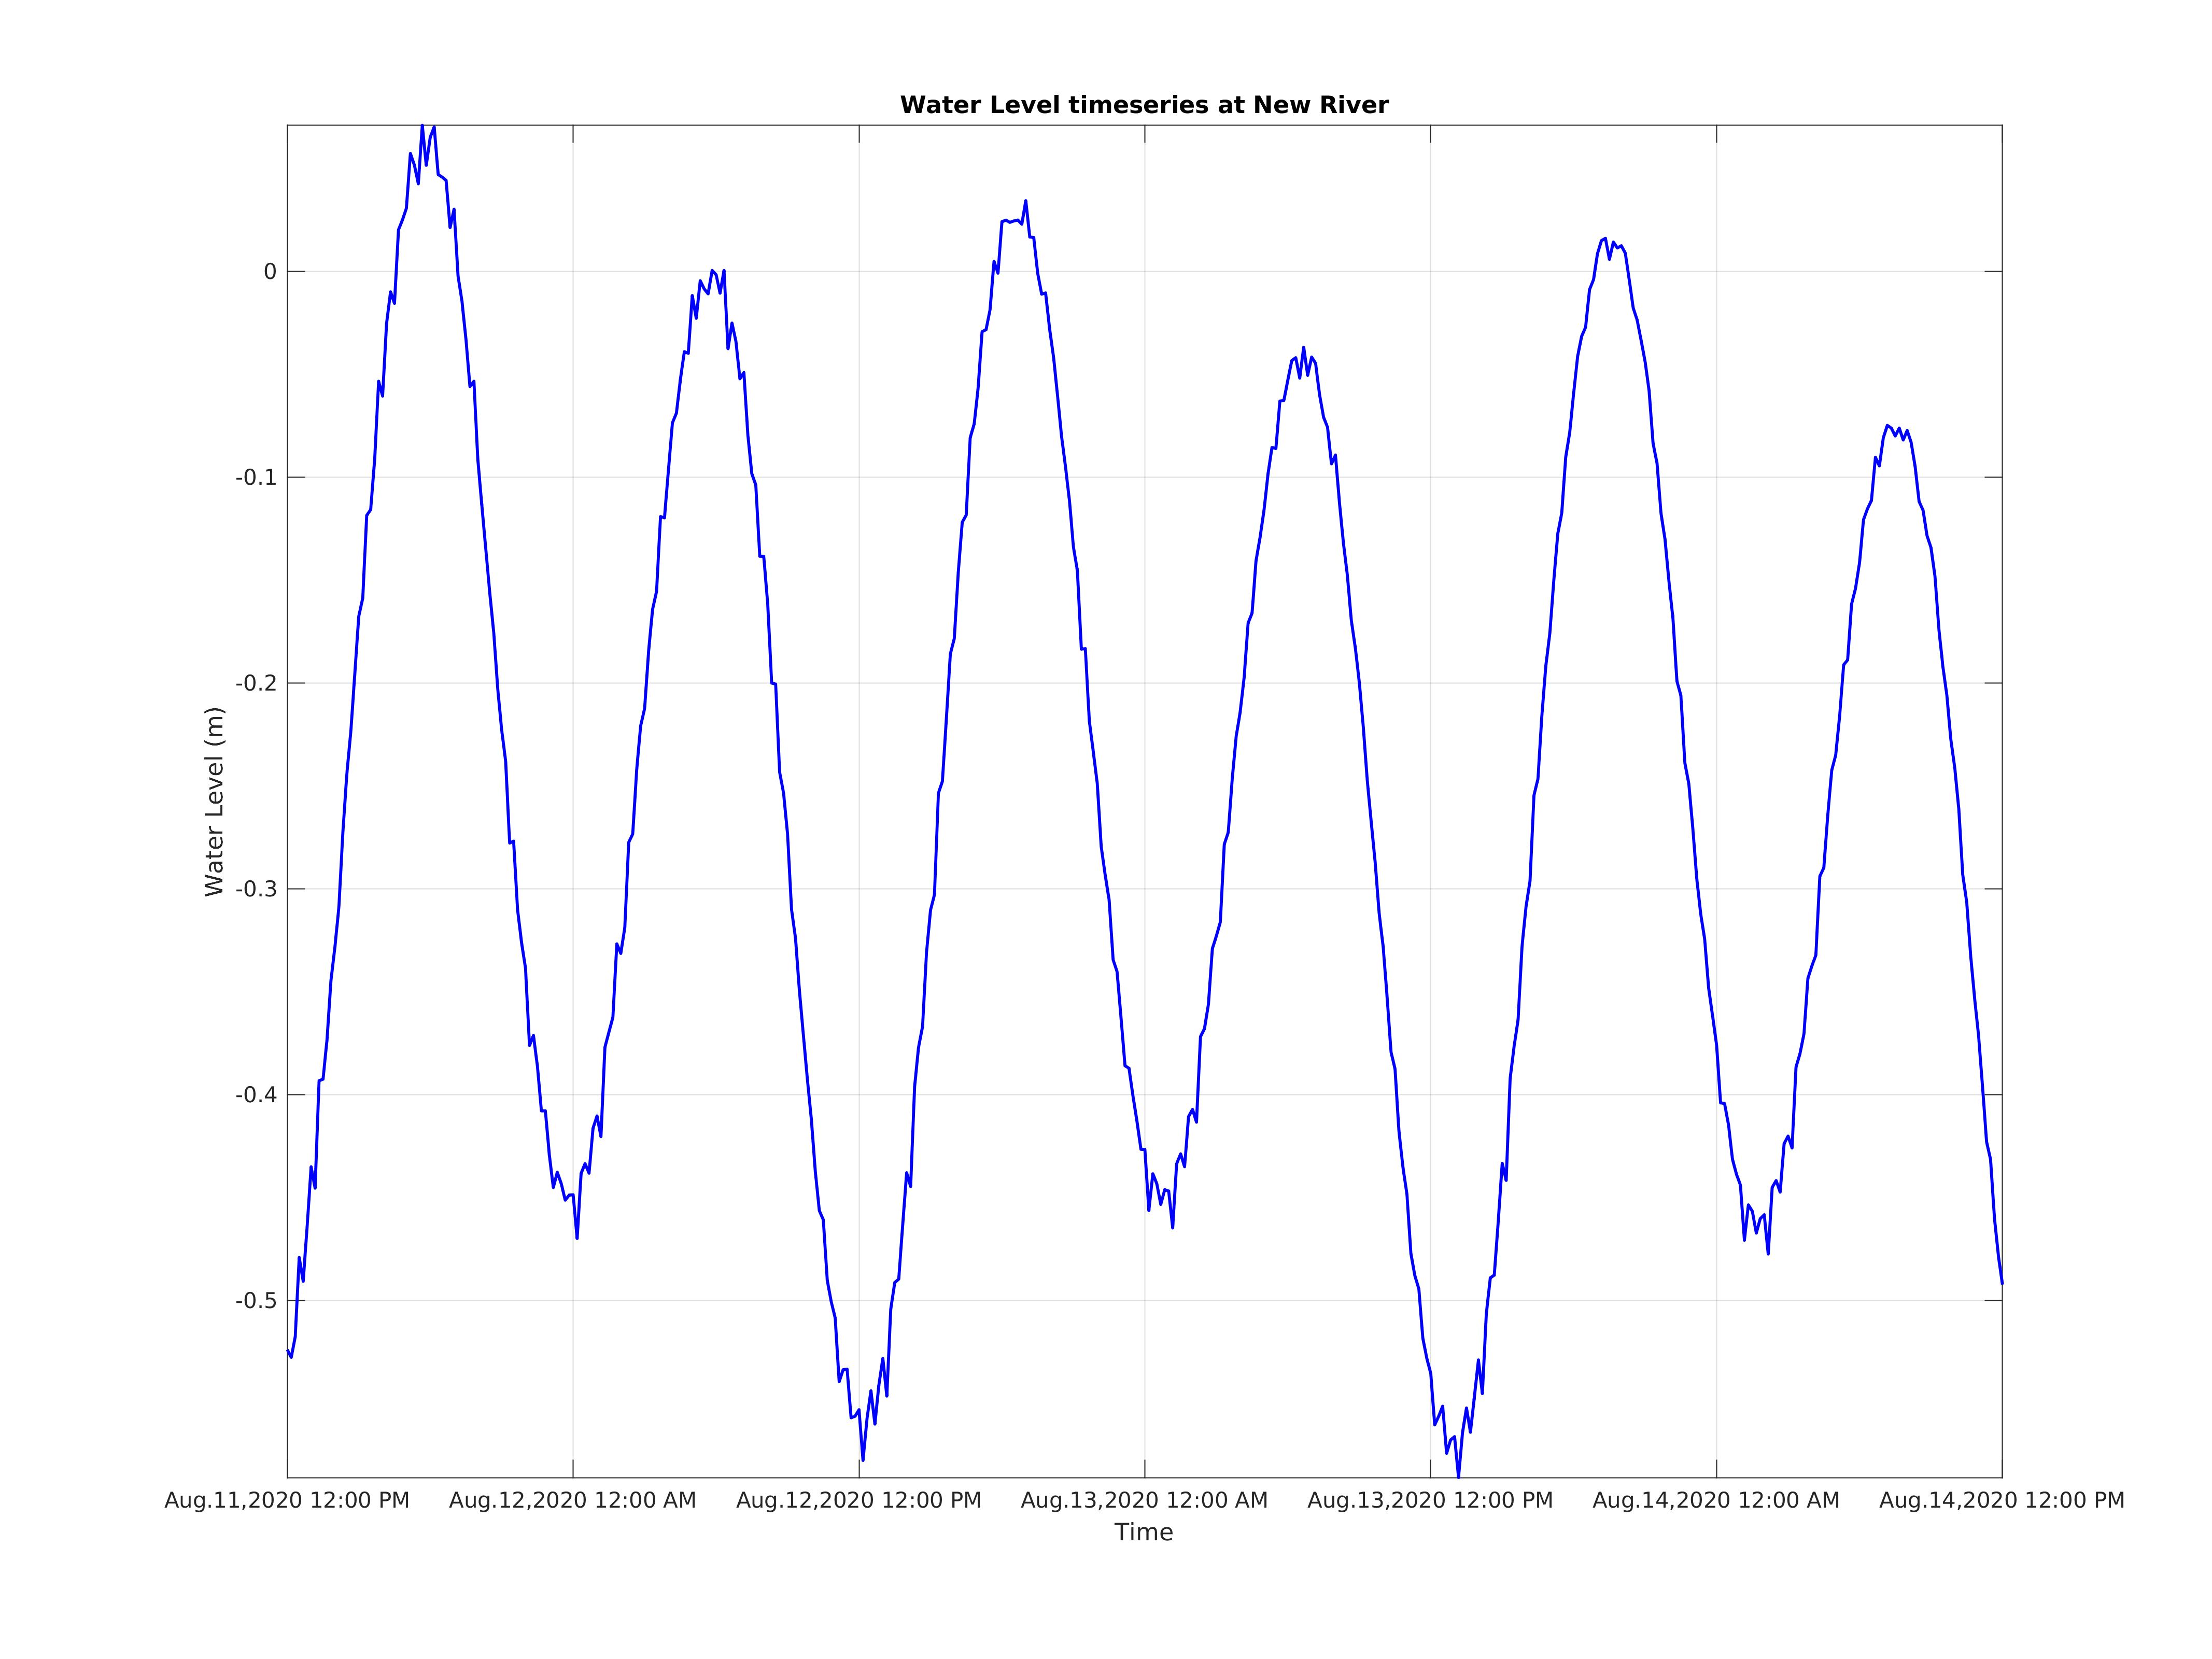 Water Level timeseries at New River
0
-0.1
-0.2
-0.3
-0.4
-0.5
Water Level (m)
Aug.11,2020 12:00 PM Aug.12,2020 12:00 AM Aug.12,2020 12:00 PM Aug.13,2020 12:00 AM Aug.13,2020 12:00 PM Aug.14,2020 12:00 AM Aug.14,2020 12:00 PM
Time